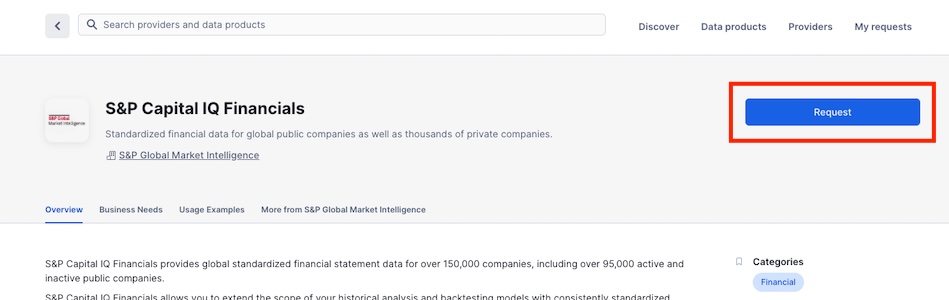 Search providers and data products
Discover
Data products
Providers
My requests
S&P Capital IQ Financials
S&P Global
Market Intelligence
Standardized financial data for global public companies as well as thousands of private companies.
S&P Global Market Intelligence
Request
Overview
Business Needs
Usage Examples
More from S&P Global Market Intelligence
S&P Capital IQ Financials provides global standardized financial statement data for over 150,000 companies, including over 95,000 active and
inactive public companies.
S&P Capital IQ Financials allows you to extend the scope of your historical analysis and backtesting models with consistently standardized
Categories
Financial